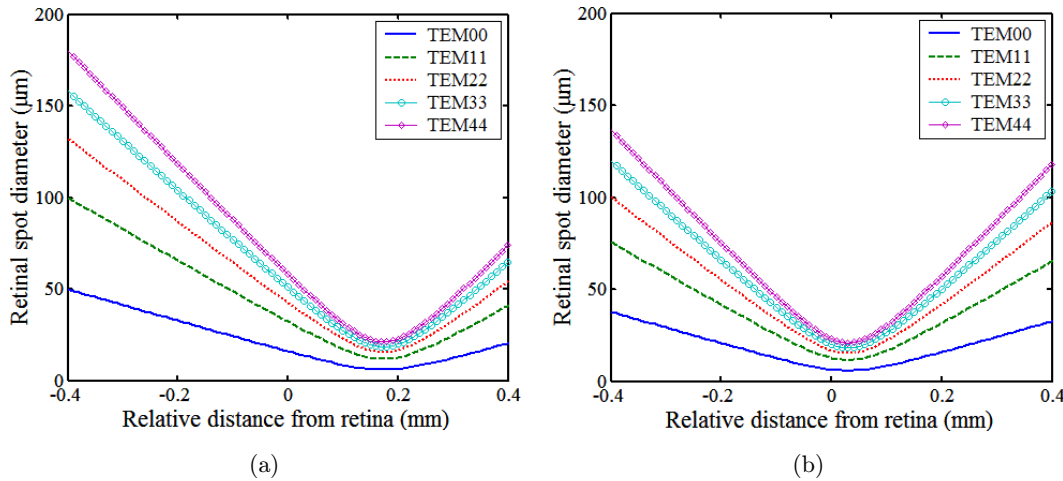 200
150
100
50
0
Retinal spot diameter (μm)
TEM00
TEM11
TEM22
TEM33
TEM44
-0.4
-0.2
0
0.2
0.4
Relative distance from retina (mm)
(a)
200
150
100
50
0
Retinal spot diameter (μm)
TEM00
TEM11
TEM22
TEM33
TEM44
-0.4
-0.2
0
0.2
0.4
Relative distance from retina (mm)
(b)